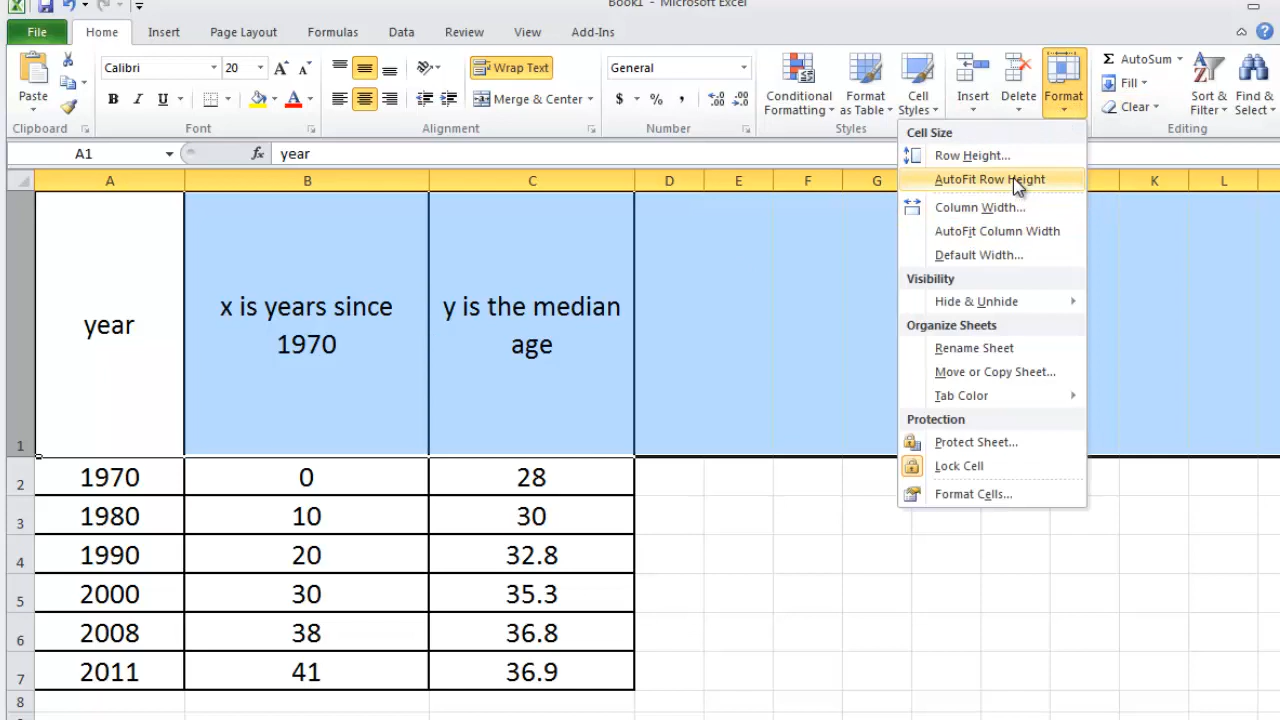 Book1 - Microsoft Excel
File Home Insert Page Layout Formulas Data Review View Add-Ins
Paste
Clipboard
Calibri 20 A A
B I U A
Font
Wrap Text
Merge & Center
Alignment
General
$ % ,
Number
Conditional Formatting
Format as Table
Cell Styles
Styles
Insert
Delete
Format
Σ AutoSum
Fill
Clear
Sort & Filter
Find & Select
Editing
A1 fx year
A B C D E F G K L
1 year x is years since 1970 y is the median age
2 1970 0 28
3 1980 10 30
4 1990 20 32.8
5 2000 30 35.3
6 2008 38 36.8
7 2011 41 36.9
8
Cell Size
Row Height...
AutoFit Row Height
Column Width...
AutoFit Column Width
Default Width...
Visibility
Hide & Unhide
Organize Sheets
Rename Sheet
Move or Copy Sheet...
Tab Color
Protection
Protect Sheet...
Lock Cell
Format Cells...